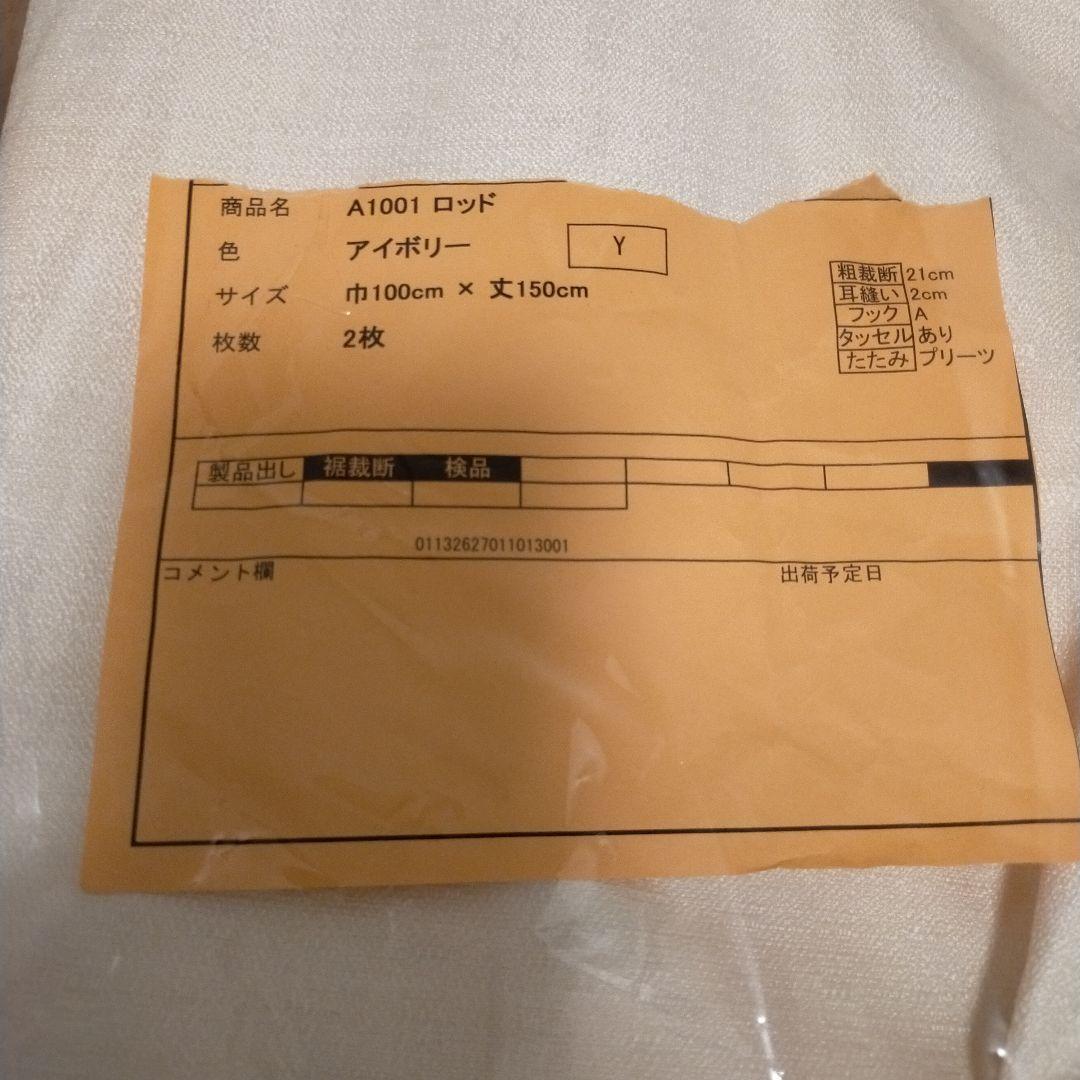 商品名 A1001 ロッド
色 アイボリー Y
サイズ 巾100cm × 丈150cm
枚数 2枚
粗裁断 21cm
耳縫い 2cm
フック A
タッセル あり
たたみ プリーツ
製品出し 裾裁断 検品
01132627011013001
コメント欄 出荷予定日